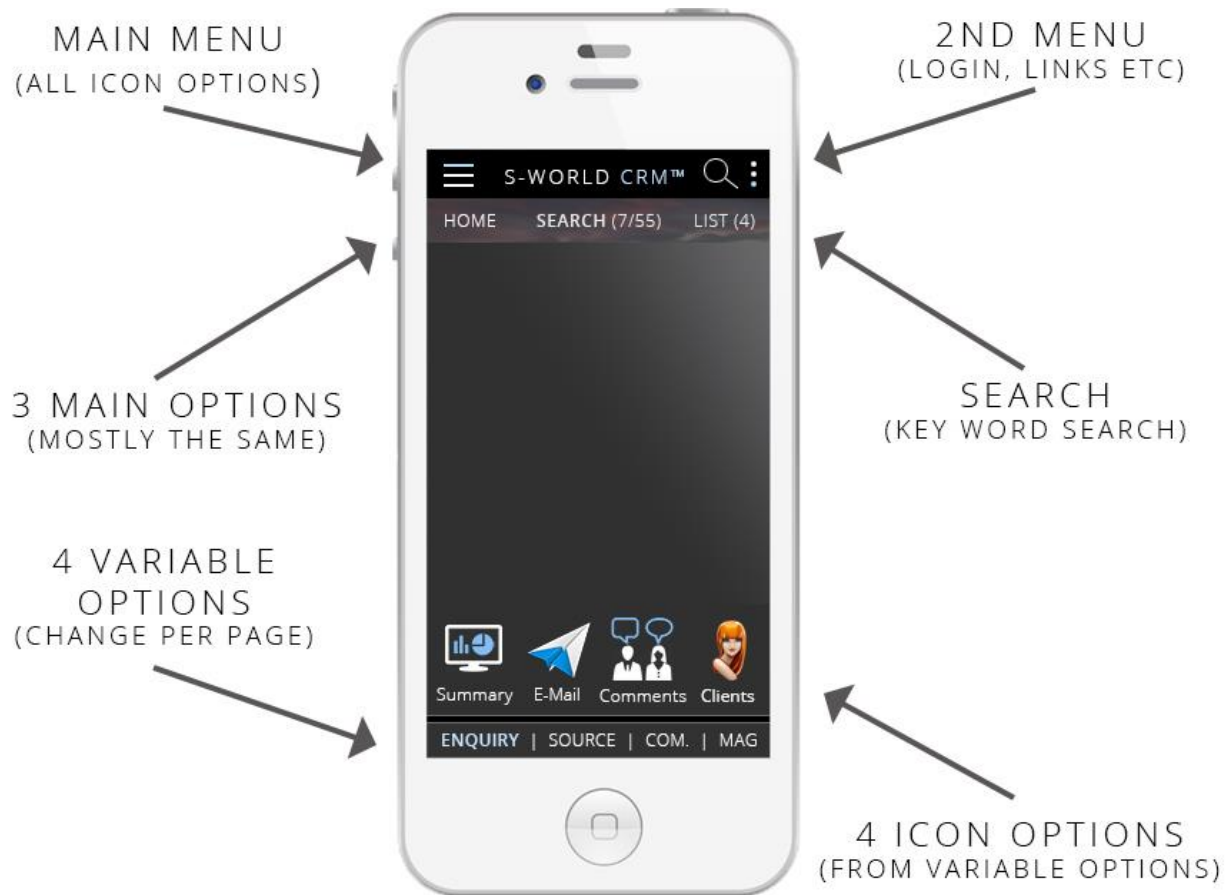 MAIN MENU
(ALL ICON OPTIONS)
2ND MENU
(LOGIN, LINKS ETC)
S-WORLD CRM™
HOME SEARCH (7/55) LIST (4)
3 MAIN OPTIONS
(MOSTLY THE SAME)
SEARCH
(KEY WORD SEARCH)
4 VARIABLE
OPTIONS
(CHANGE PER PAGE)
Summary E-Mail Comments Clients
ENQUIRY | SOURCE | COM. | MAG
4 ICON OPTIONS
(FROM VARIABLE OPTIONS)